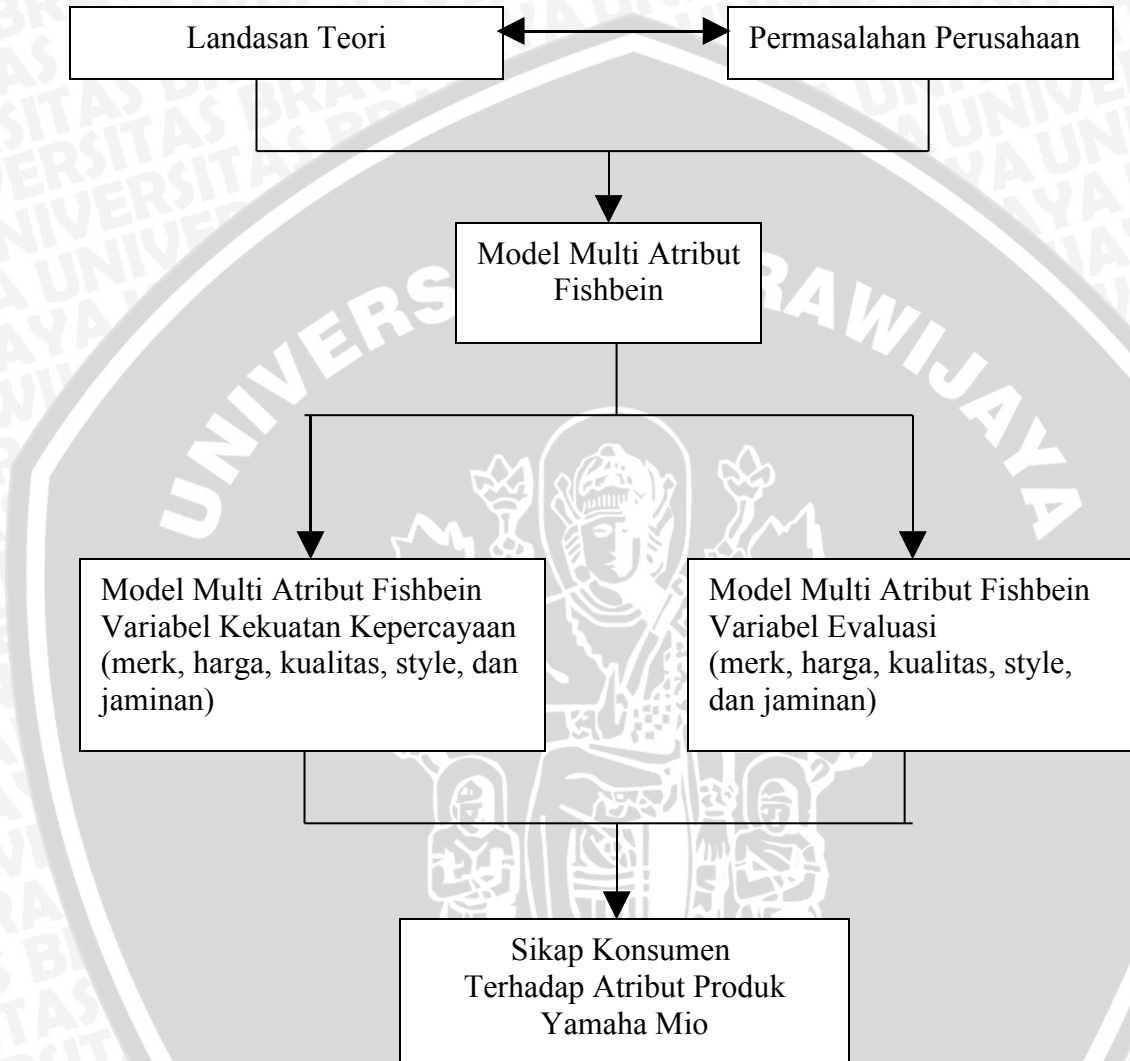 Landasan Teori
Permasalahan Perusahaan
Model Multi Atribut
Fishbein
UNIVERS
RAWIJAYA
Model Multi Atribut Fishbein
Variabel Kekuatan Kepercayaan
(merk, harga, kualitas, style, dan
jaminan)
Model Multi Atribut Fishbein
Variabel Evaluasi
(merk, harga, kualitas, style,
dan jaminan)
Sikap Konsumen
Terhadap Atribut Produk
Yamaha Mio